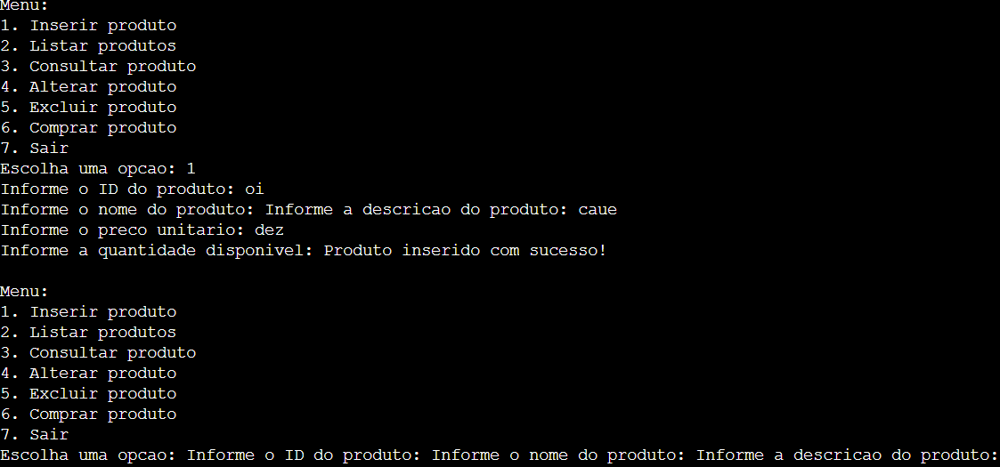 Menu:
1. Inserir produto
2. Listar produtos
3. Consultar produto
4. Alterar produto
5. Excluir produto
6. Comprar produto
7. Sair
Escolha uma opcao: 1
Informe o ID do produto: oi
Informe o nome do produto: Informe a descricao do produto: caue
Informe o preco unitario: dez
Informe a quantidade disponivel: Produto inserido com sucesso!
Menu:
1. Inserir produto
2. Listar produtos
3. Consultar produto
4. Alterar produto
5. Excluir produto
6. Comprar produto
7. Sair
Escolha uma opcao: Informe o ID do produto: Informe o nome do produto: Informe a descricao do produto: